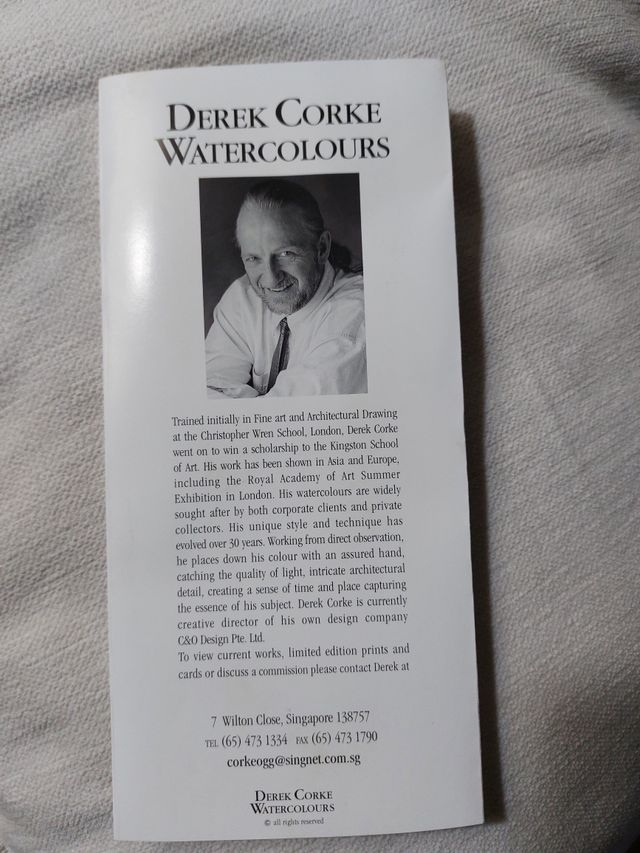 DEREK CORKE
WATERCOLOURS
Trained initially in Fine art and Architectural Drawing
at the Christopher Wren School, London, Derek Corke
went on to win a scholarship to the Kingston School
of Art. His work has been shown in Asia and Europe,
including the Royal Academy of Art Summer
Exhibition in London. His watercolours are widely
sought after by both corporate clients and private
collectors. His unique style and technique has
evolved over 30 years. Working from direct observation,
he places down his colour with an assured hand,
catching the quality of light, intricate architectural
detail, creating a sense of time and place capturing
the essence of his subject. Derek Corke is currently
creative director of his own design company
C&O Design Pte. Ltd.
To view current works, limited edition prints and
cards or discuss a commission please contact Derek at
7 Wilton Close, Singapore 138757
TEL (65) 473 1334 FAX (65) 473 1790
corkeogg@singnet.com.sg
DEREK CORKE
WATERCOLOURS
© all rights reserved